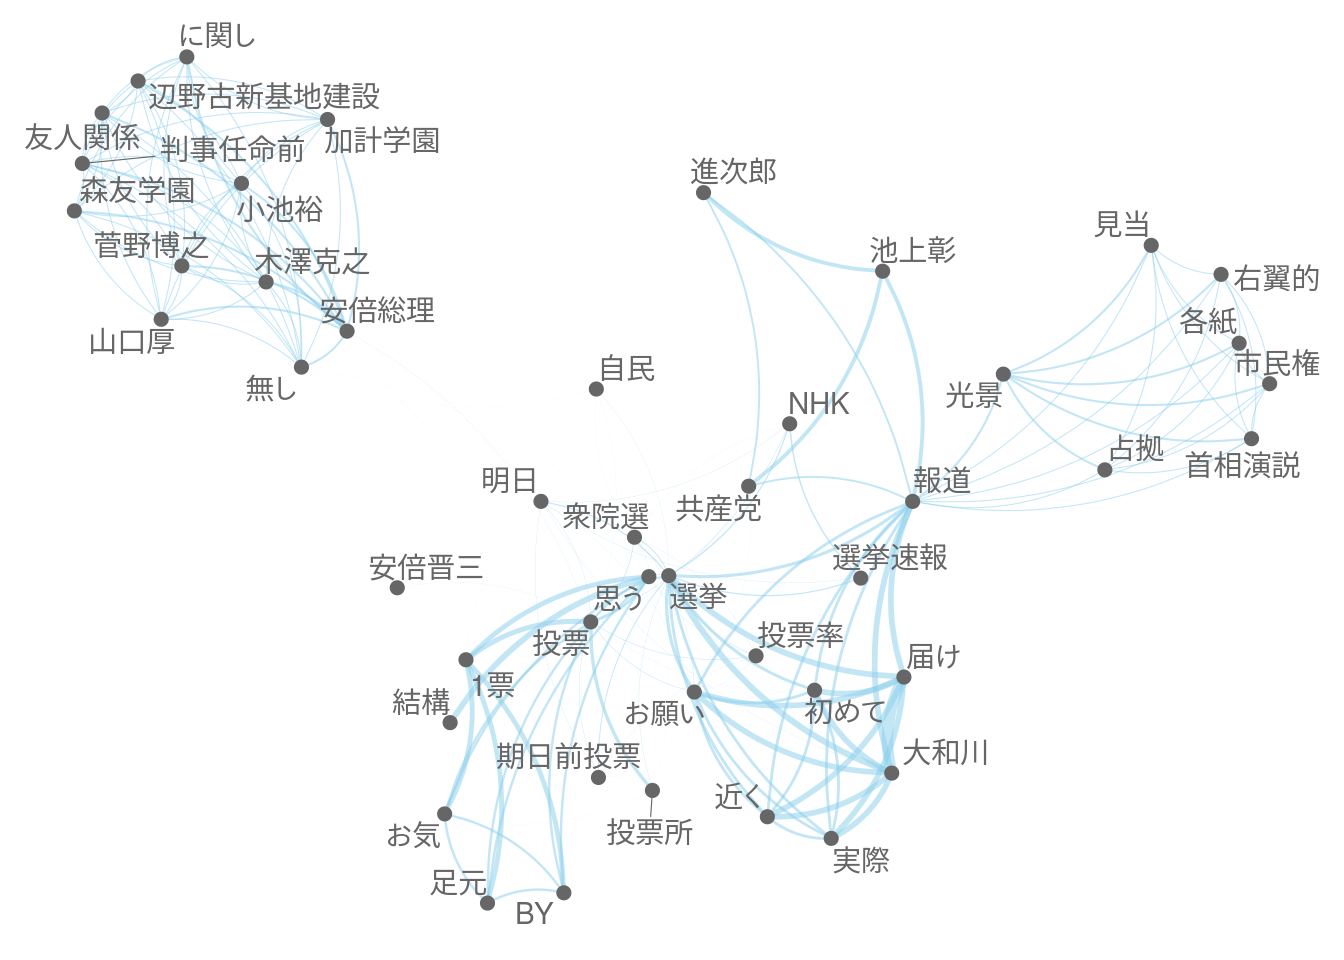 に関し
辺野古新基地建設
友人関係
判事任命前
加計学園
森友学園
小池裕
菅野博之
木澤克之
安倍総理
山口厚
無し
進次郎
池上彰
見当
右翼的
各紙
市民権
光景
占拠
首相演説
自民
NHK
明日
衆院選
共産党
報道
安倍晋三
思う
選挙
選挙速報
投票
投票率
届け
1票
結構
お願い
初めて
期日前投票
大和川
近く
投票所
お気
実際
足元
BY